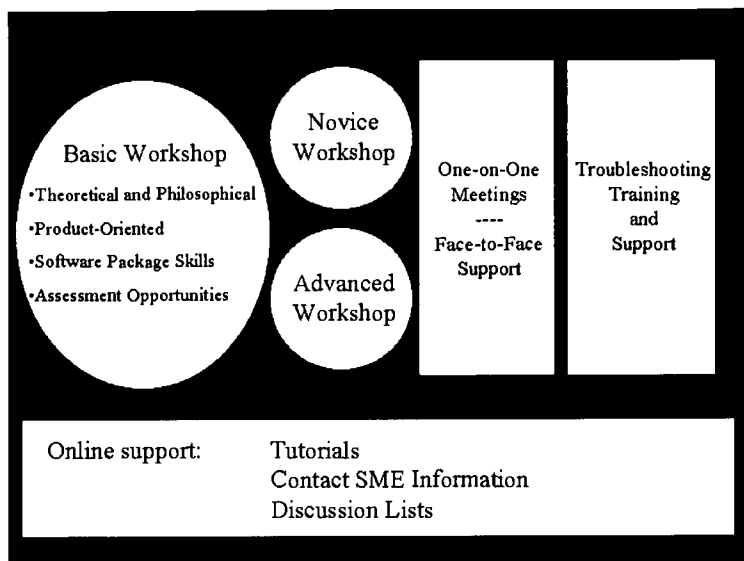 Basic Workshop
•Theoretical and Philosophical
•Product-Oriented
•Software Package Skills
•Assessment Opportunities
Novice
Workshop
Advanced
Workshop
One-on-One
Meetings
----
Face-to-Face
Support
Troubleshooting
Training
and
Support
Online support: Tutorials
Contact SME Information
Discussion Lists